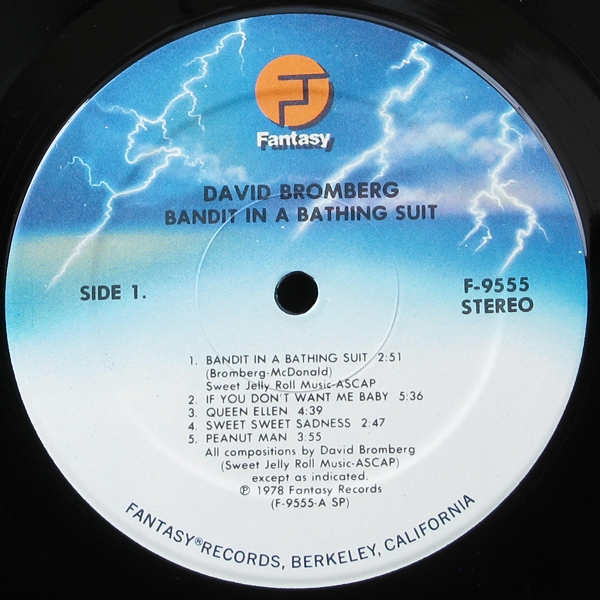 Fantasy
DAVID BROMBERG
BANDIT IN A BATHING SUIT
SIDE 1.
F-9555
STEREO
1. BANDIT IN A BATHING SUIT 2:51
(Bromberg-McDonald)
Sweet Jelly Roll Music-ASCAP
2. IF YOU DON'T WANT ME BABY 5:36
3. QUEEN ELLEN 4:39
4. SWEET SWEET SADNESS 2:47
5. PEANUT MAN 3:55
All compositions by David Bromberg
(Sweet Jelly Roll Music-ASCAP)
except as indicated.
℗ 1978 Fantasy Records
(F-9555-A SP)
FANTASY® RECORDS, BERKELEY, CALIFORNIA